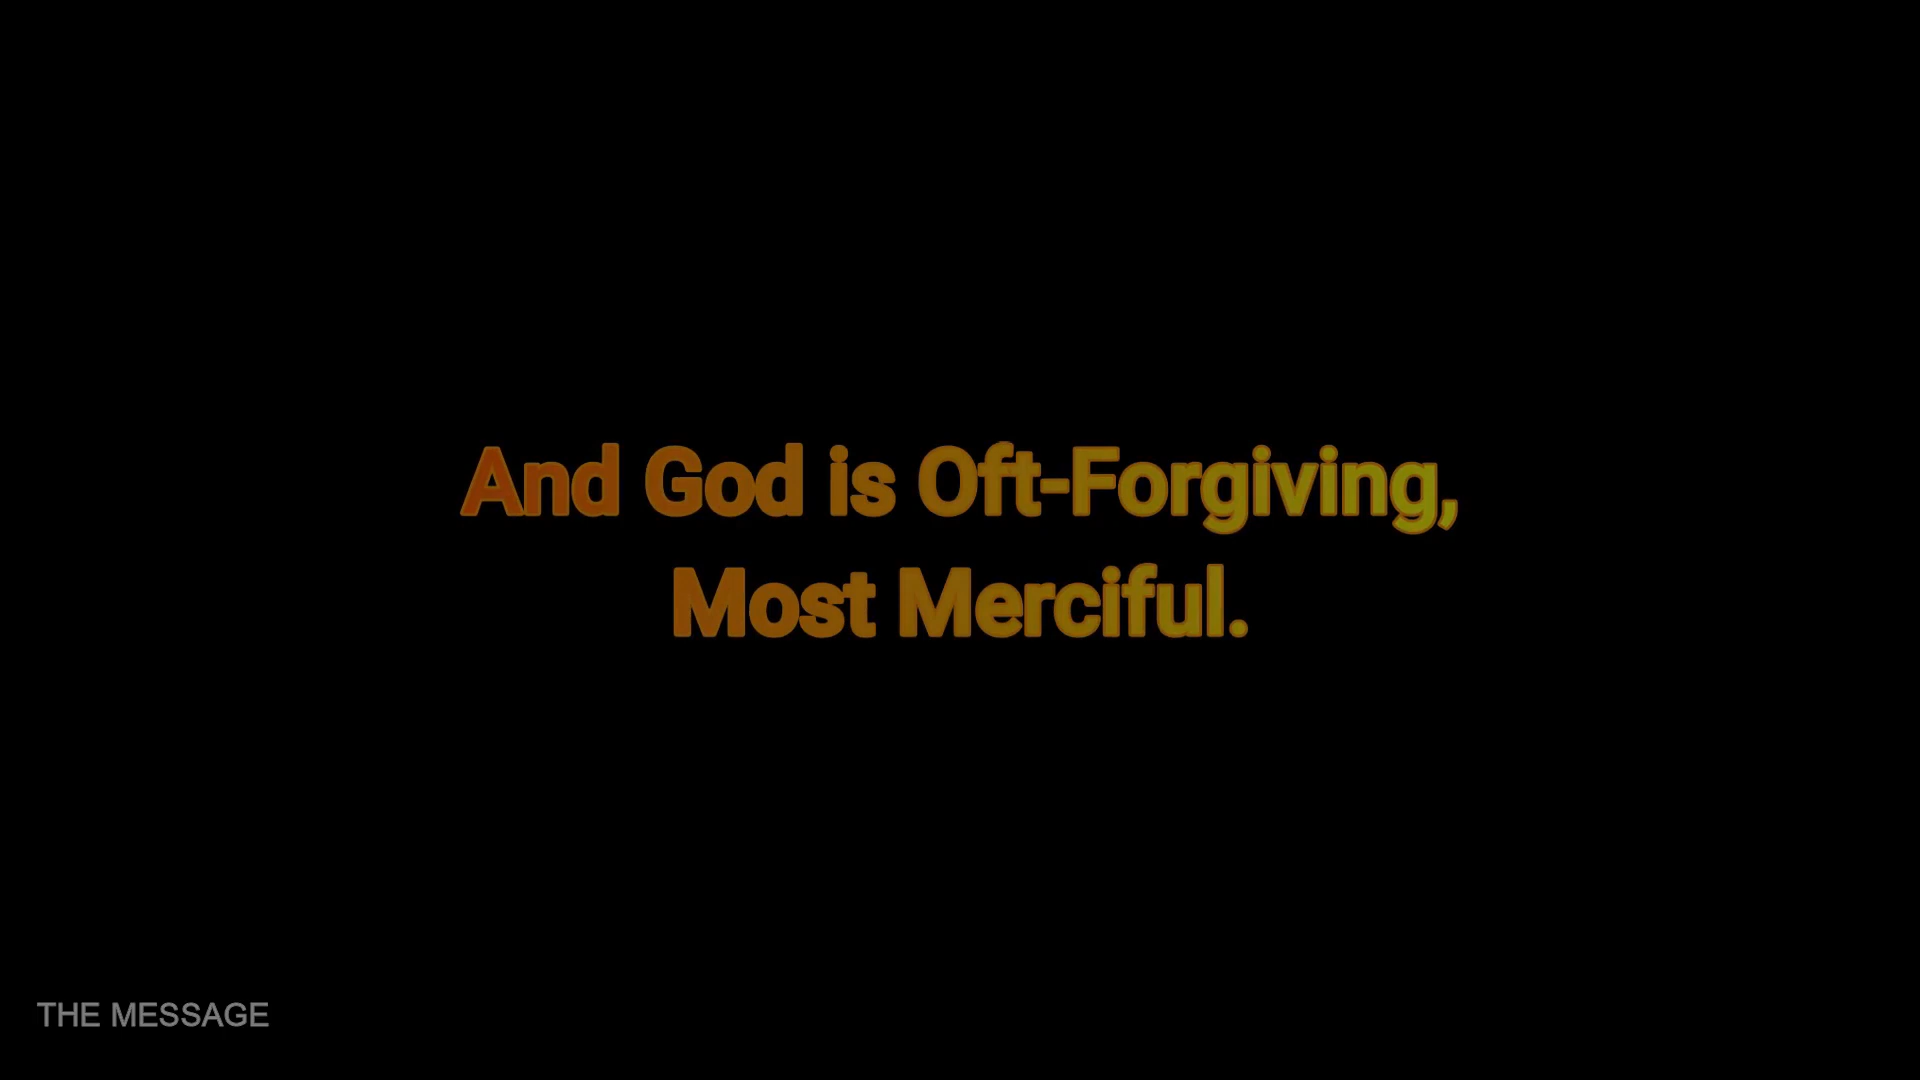 And God is Oft-Forgiving,
Most Merciful.
THE MESSAGE